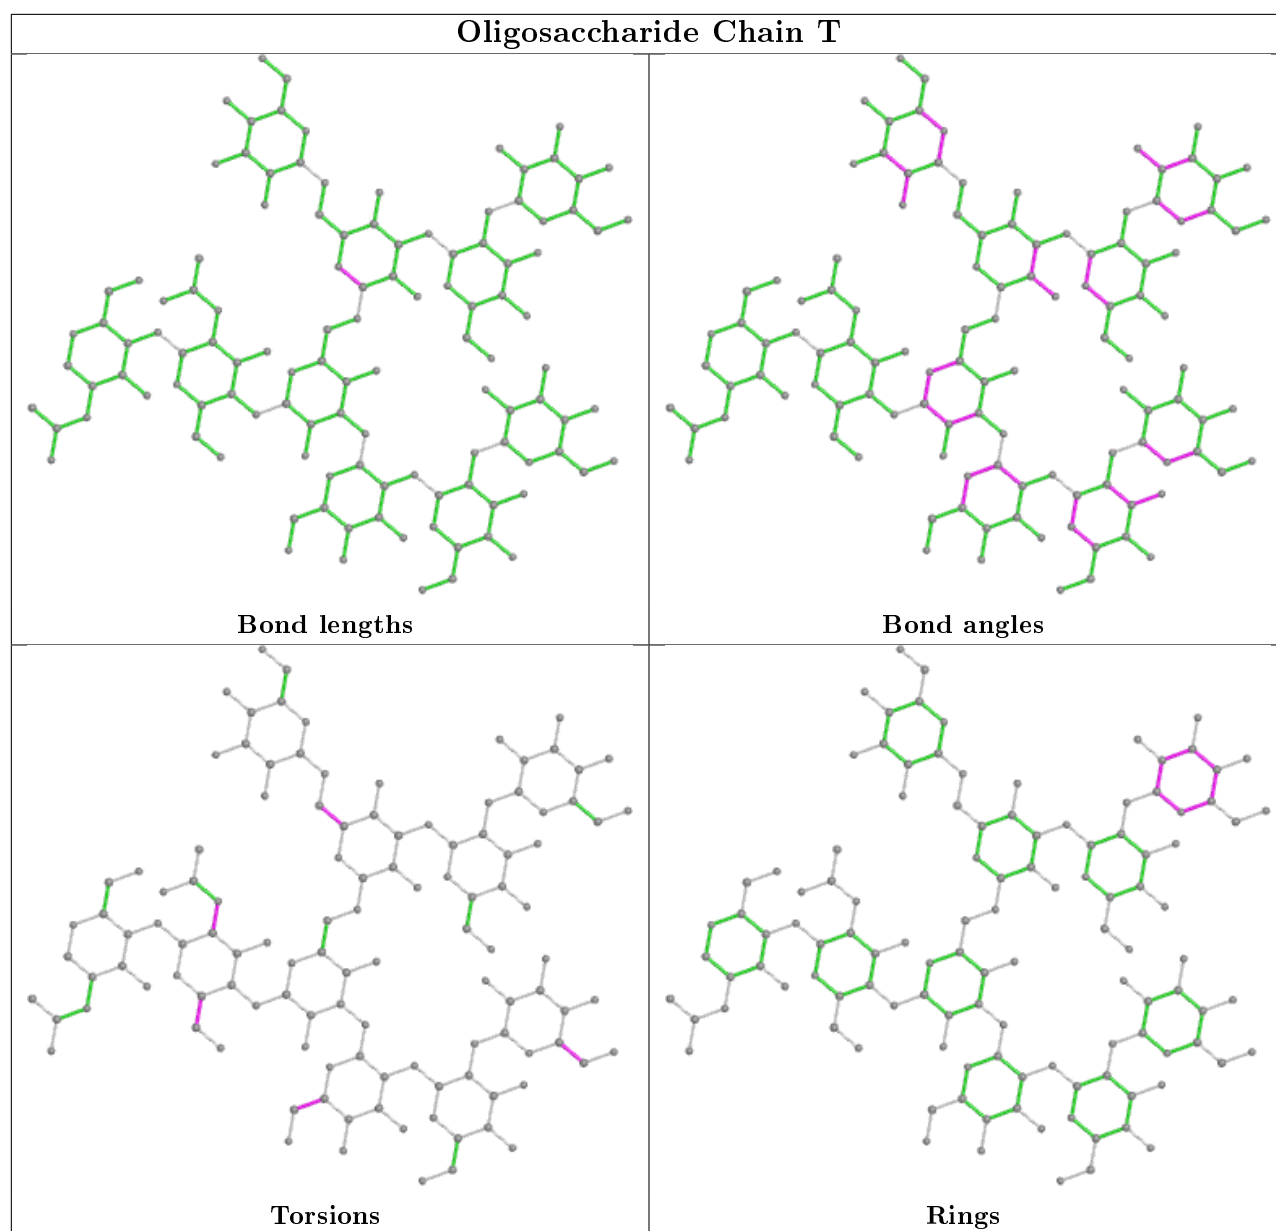 Oligosaccharide Chain T
Bond lengths
Bond angles
Torsions
Rings